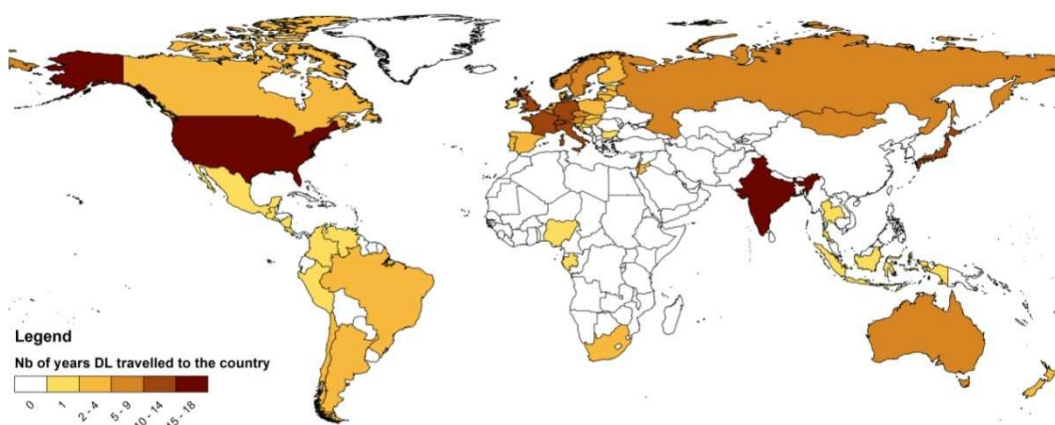 Legend
Nb of years DL travelled to the country
0
1
2 - 4
5 - 9
10 - 14
15 - 18